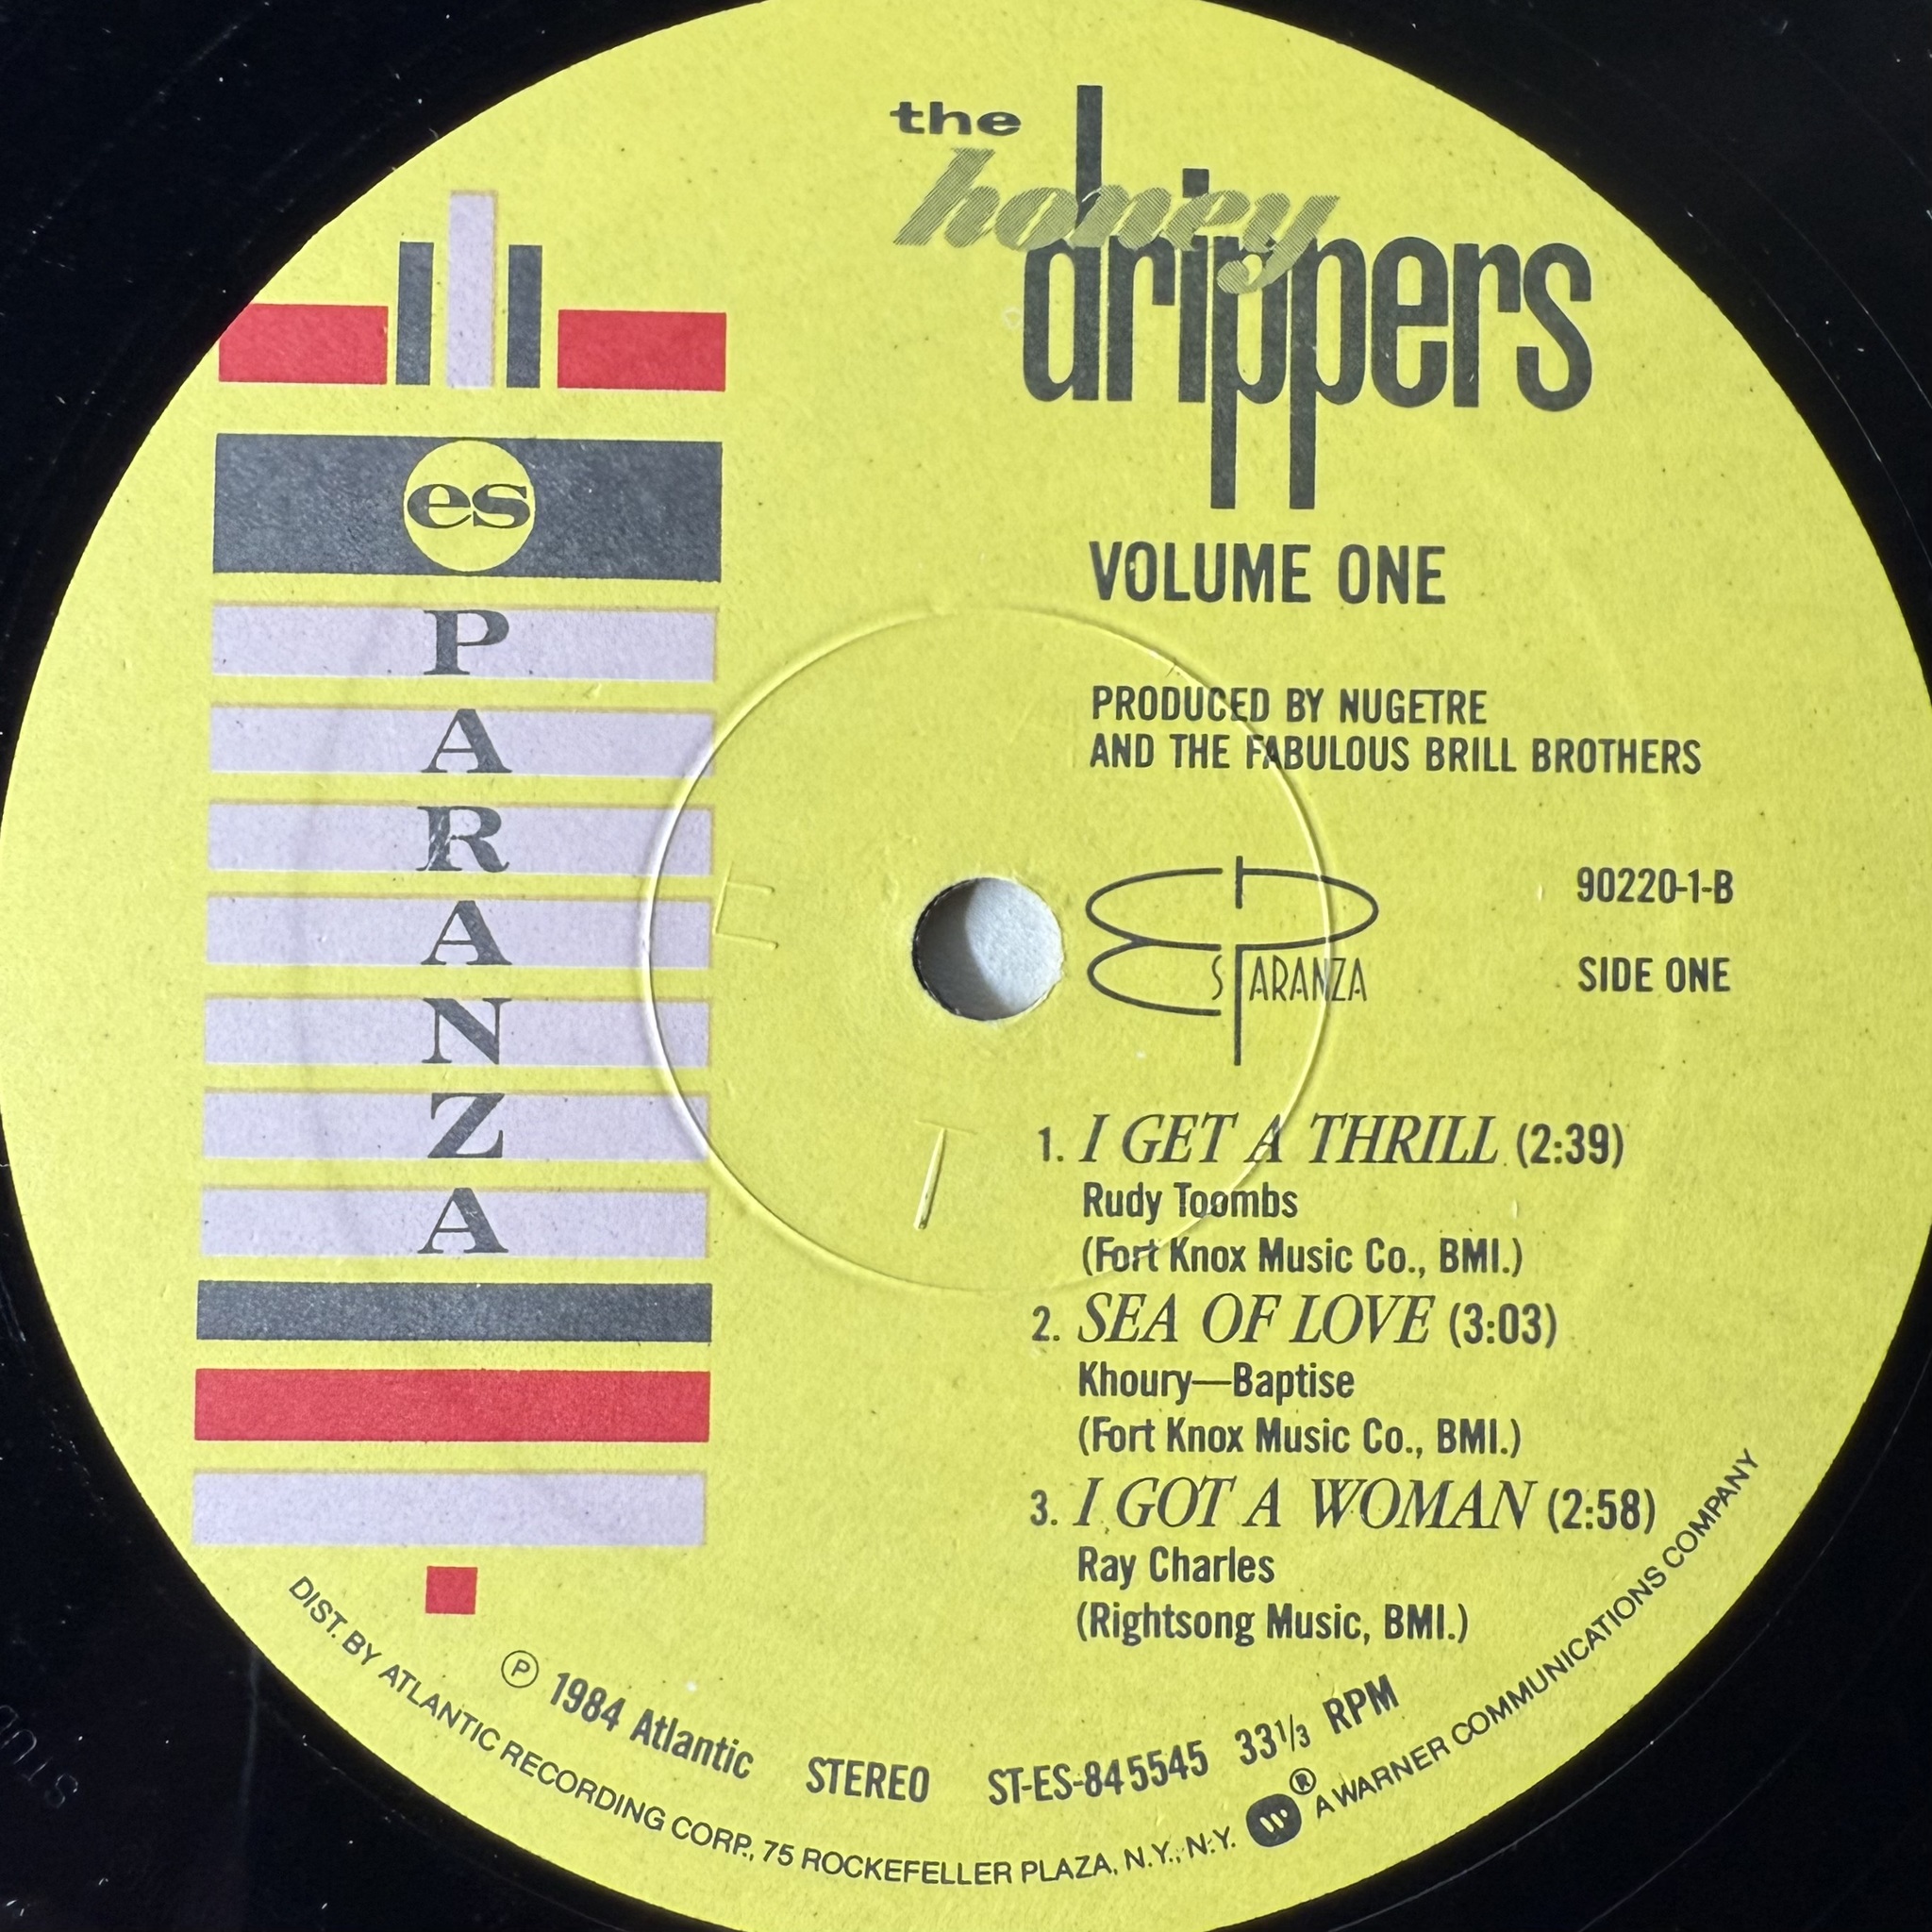 the
honey
drippers
es
P
A
R
A
N
Z
A
VOLUME ONE
PRODUCED BY NUGETRE
AND THE FABULOUS BRILL BROTHERS
ESPARANZA
90220-1-B
SIDE ONE
1. I GET A THRILL (2:39)
Rudy Toombs
(Fort Knox Music Co., BMI.)
2. SEA OF LOVE (3:03)
Khoury—Baptise
(Fort Knox Music Co., BMI.)
3. I GOT A WOMAN (2:58)
Ray Charles
(Rightsong Music, BMI.)
℗ 1984 Atlantic STEREO ST-ES-845545 33⅓ RPM
DIST. BY ATLANTIC RECORDING CORP., 75 ROCKEFELLER PLAZA, N.Y., N.Y. ® A WARNER COMMUNICATIONS COMPANY